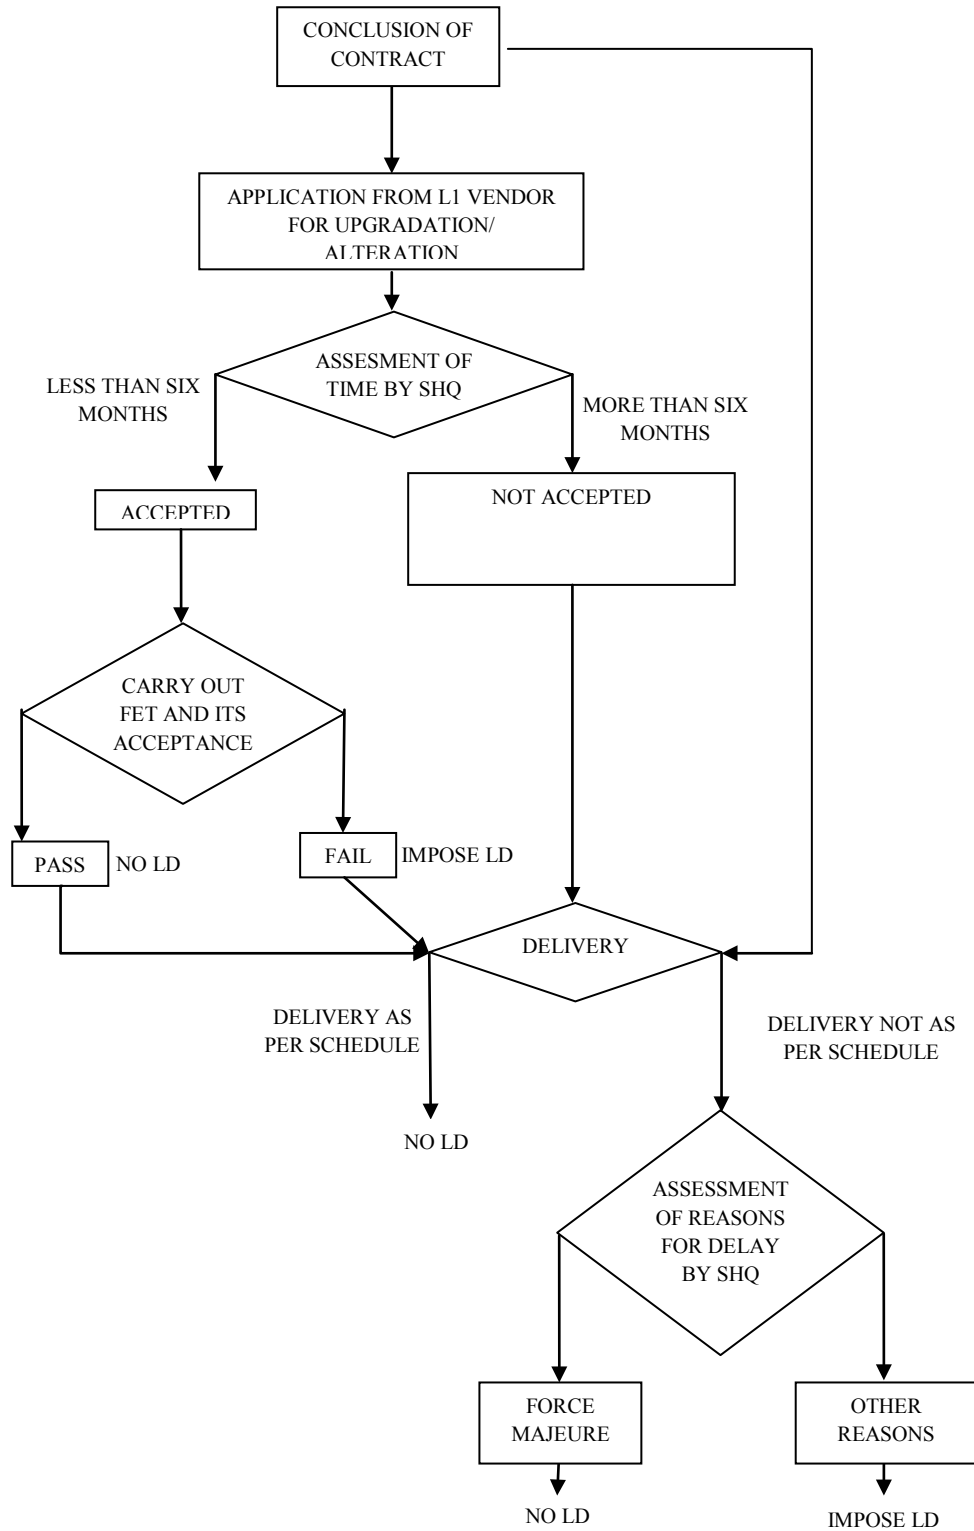 CONCLUSION OF
CONTRACT
APPLICATION FROM L1 VENDOR
FOR UPGRADATION/
ALTERATION
ASSESMENT OF
TIME BY SHQ
LESS THAN SIX
MONTHS
MORE THAN SIX
MONTHS
ACCEPTED
NOT ACCEPTED
CARRY OUT
FET AND ITS
ACCEPTANCE
PASS
NO LD
FAIL
IMPOSE LD
DELIVERY
DELIVERY AS
PER SCHEDULE
DELIVERY NOT AS
PER SCHEDULE
NO LD
ASSESSMENT
OF REASONS
FOR DELAY
BY SHQ
FORCE
MAJEURE
OTHER
REASONS
NO LD
IMPOSE LD